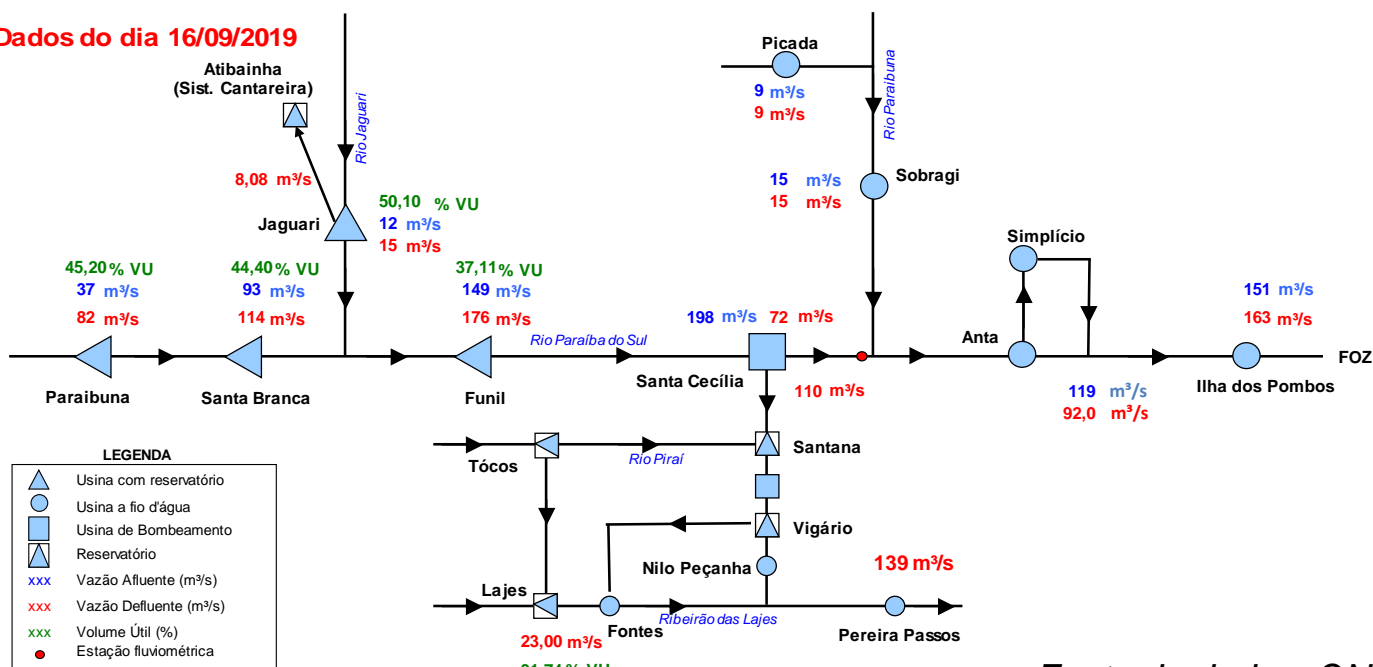 Dados do dia 16/09/2019
Atibainha
(Sist. Cantareira)
Rio Jaguari
8,08 m³/s
Jaguari
50,10 % VU
12 m³/s
15 m³/s
Picada
9 m³/s
9 m³/s
Rio Paraibuna
15 m³/s
15 m³/s
Sobragi
Simplício
45,20 % VU
37 m³/s
82 m³/s
Paraibuna
44,40 % VU
93 m³/s
114 m³/s
Santa Branca
37,11 % VU
149 m³/s
176 m³/s
Funil
Rio Paraíba do Sul
198 m³/s 72 m³/s
Santa Cecília
110 m³/s
Anta
119 m³/s
92,0 m³/s
151 m³/s
163 m³/s
Ilha dos Pombos
FOZ
Tócos
Rio Piraí
Santana
Vigário
Nilo Peçanha
139 m³/s
Lajes
Fontes
Ribeirão das Lajes
Pereira Passos
23,00 m³/s
LEGENDA
Usina com reservatório
Usina a fio d'água
Usina de Bombeamento
Reservatório
xxx Vazão Afluente (m³/s)
xxx Vazão Defluente (m³/s)
xxx Volume Útil (%)
Estação fluviométrica